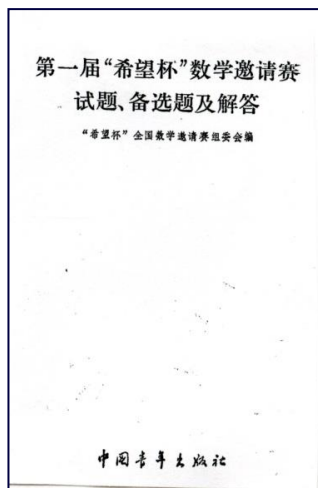 第一届“希望杯”数学邀请赛
试题、备选题及解答
“希望杯”全国数学邀请赛组委会编
中国青年出版社